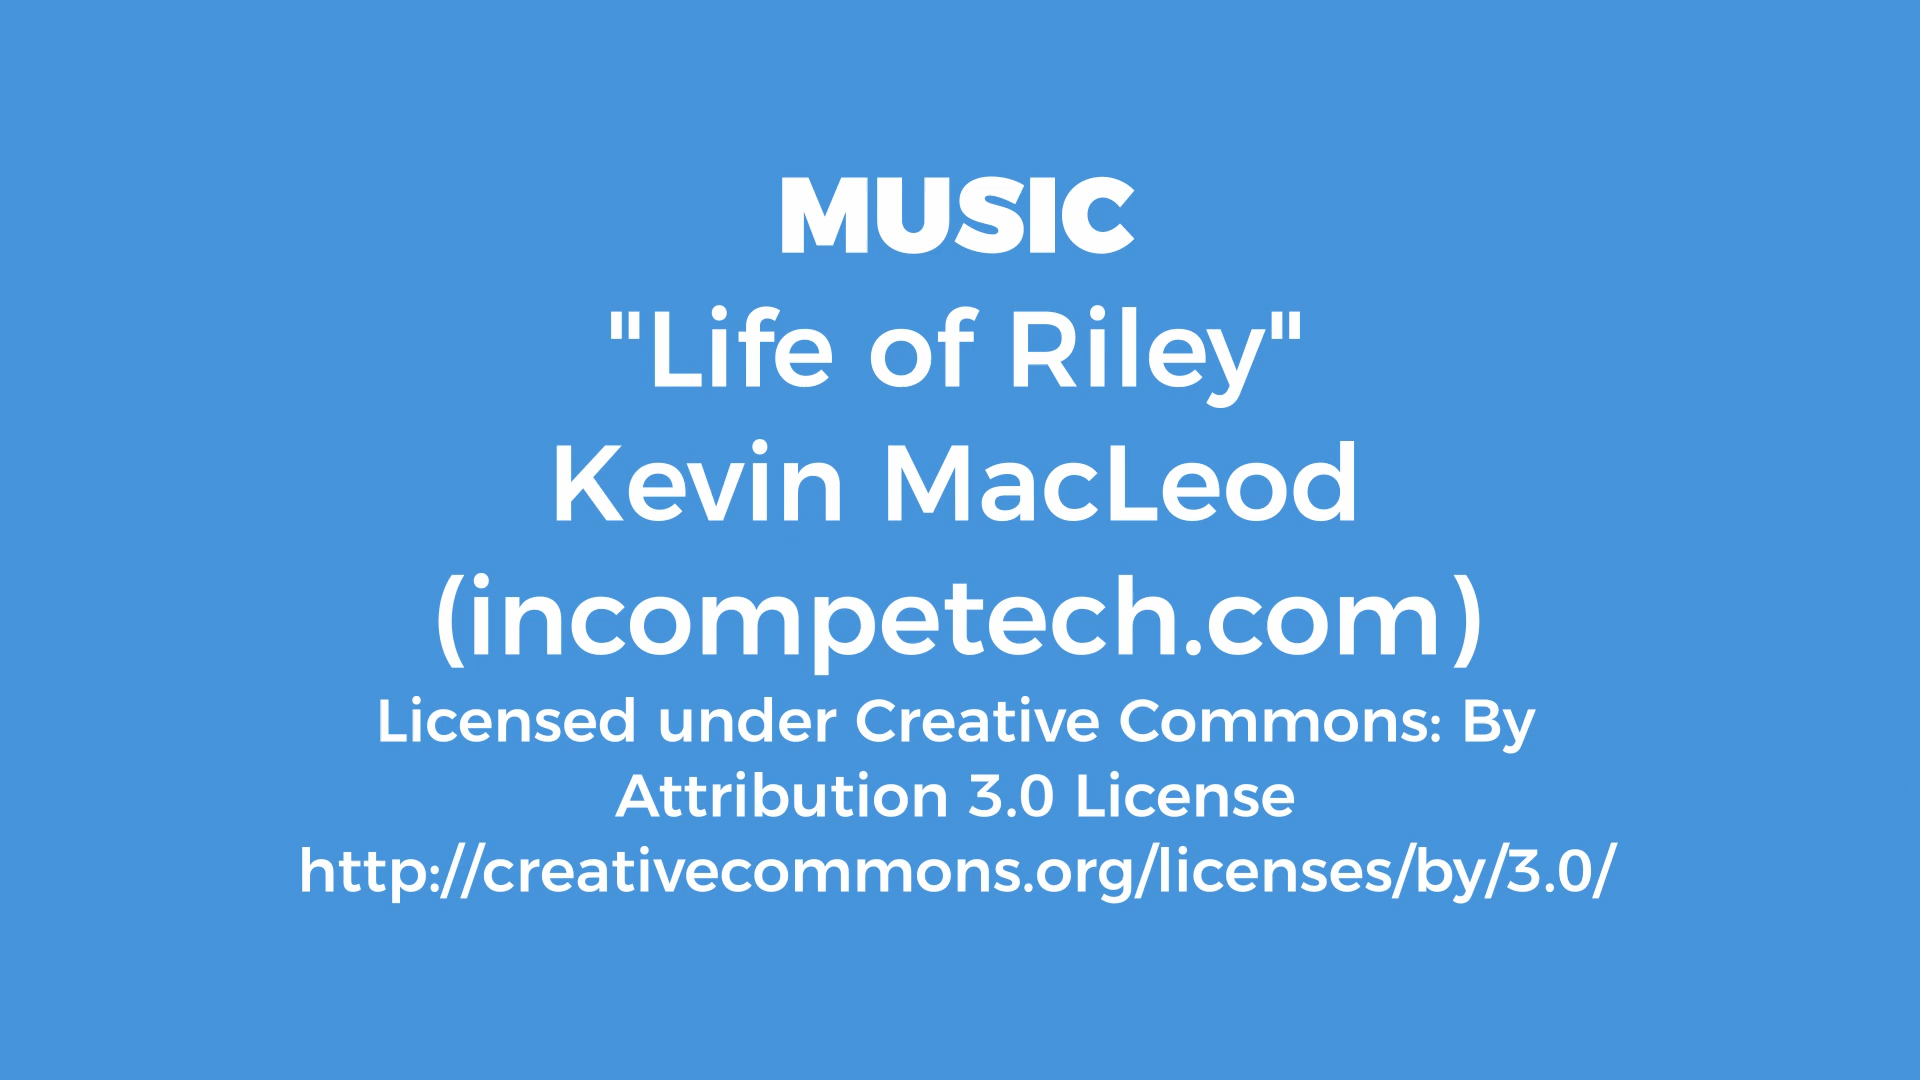 MUSIC
"Life of Riley"
Kevin MacLeod
(incompetech.com)
Licensed under Creative Commons: By
Attribution 3.0 License
http://creativecommons.org/licenses/by/3.0/